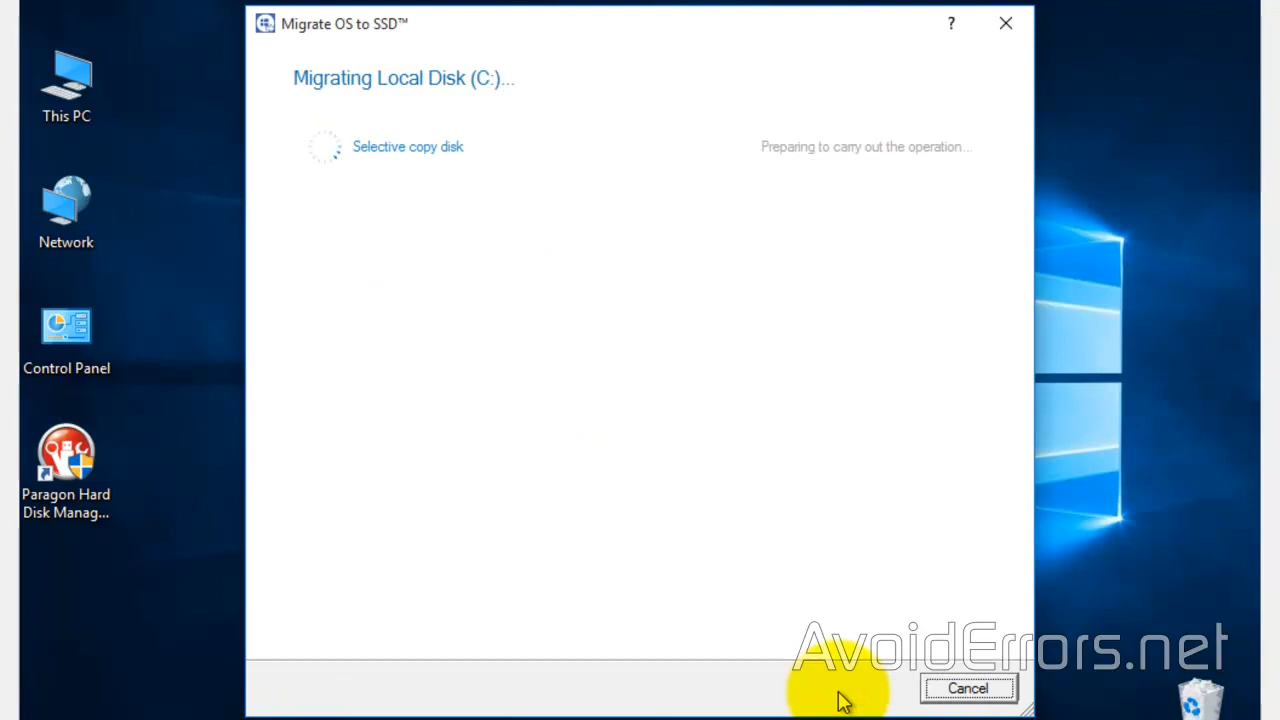 Migrate OS to SSD™
?
Migrating Local Disk (C:)...
Selective copy disk
Preparing to carry out the operation...
This PC
Network
Control Panel
Paragon Hard
Disk Manag...
AvoidErrors.net
Cancel